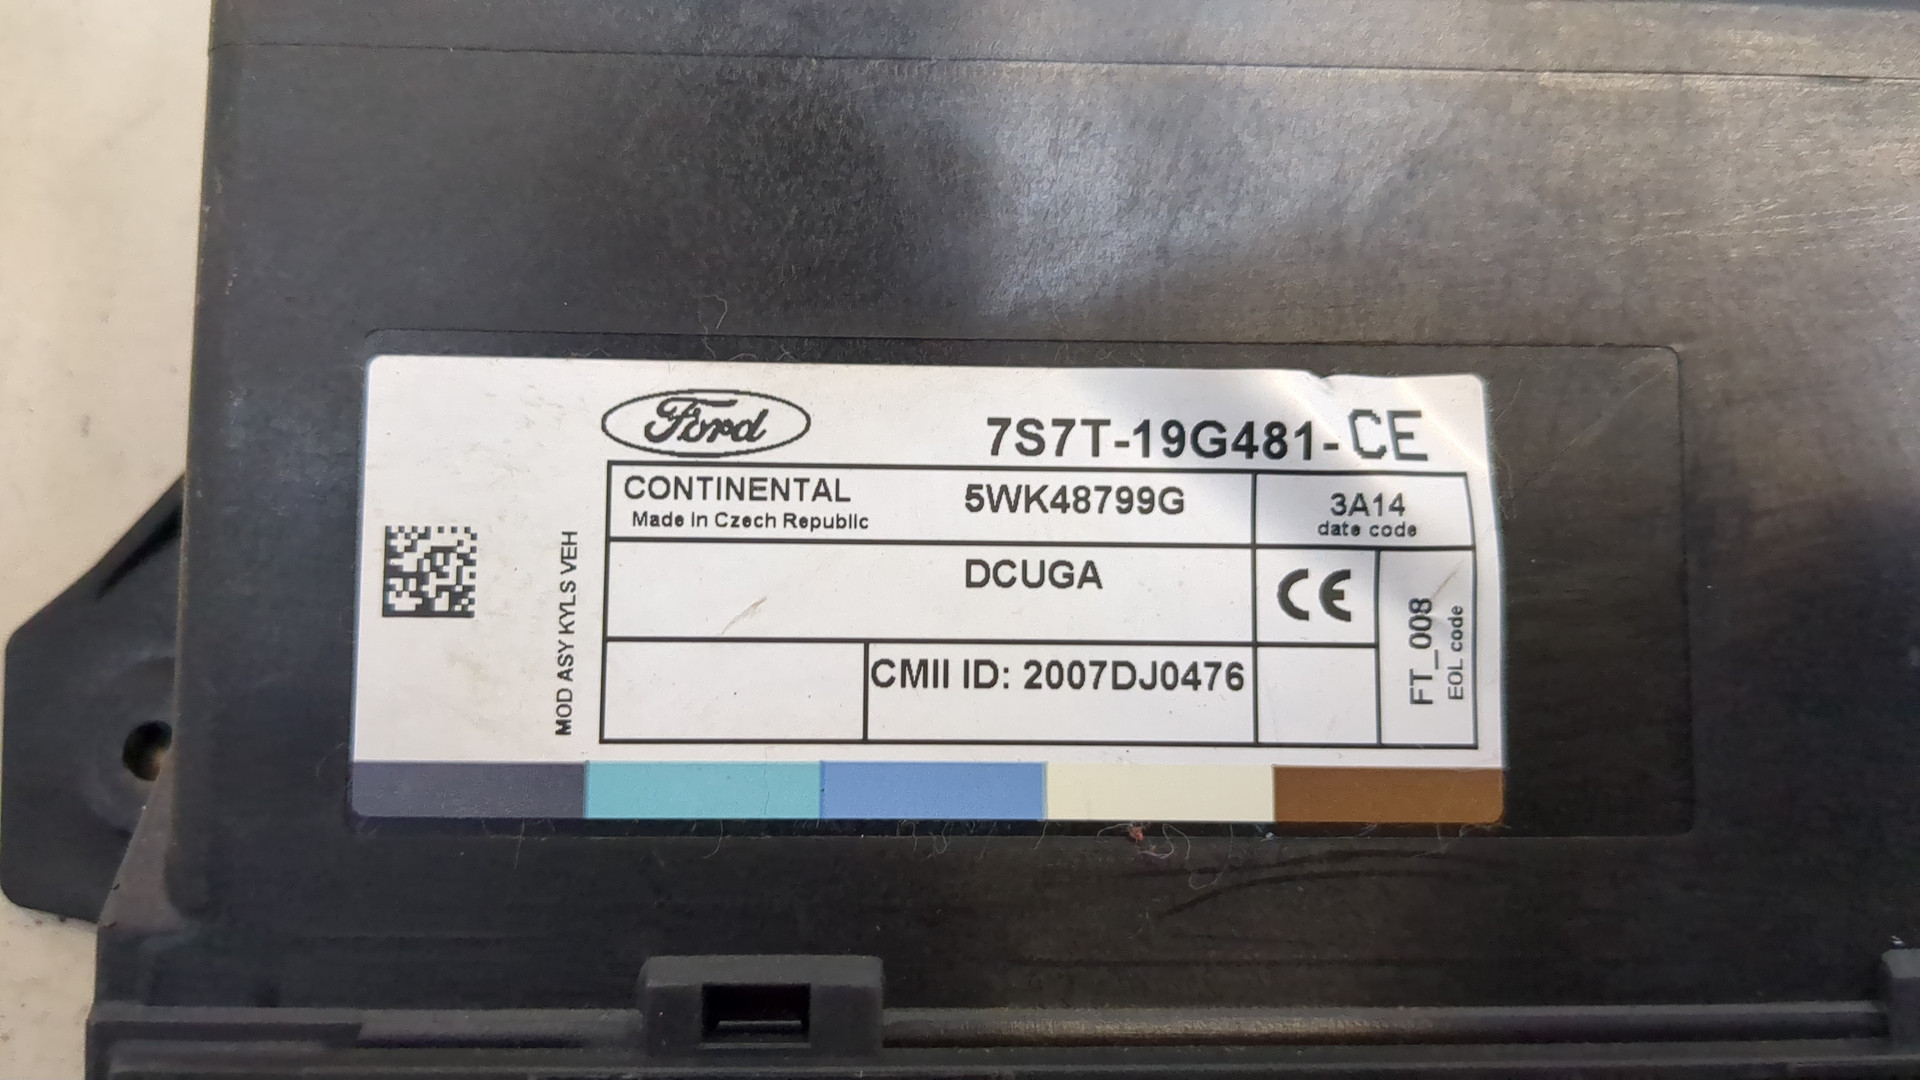 Ford
7S7T-19G481-CE
CONTINENTAL
Made in Czech Republic
5WK48799G
3A14
date code
DCUGA
CE
CMII ID: 2007DJ0476
FT_008
EOL code
MOD ASY KYLS VEH